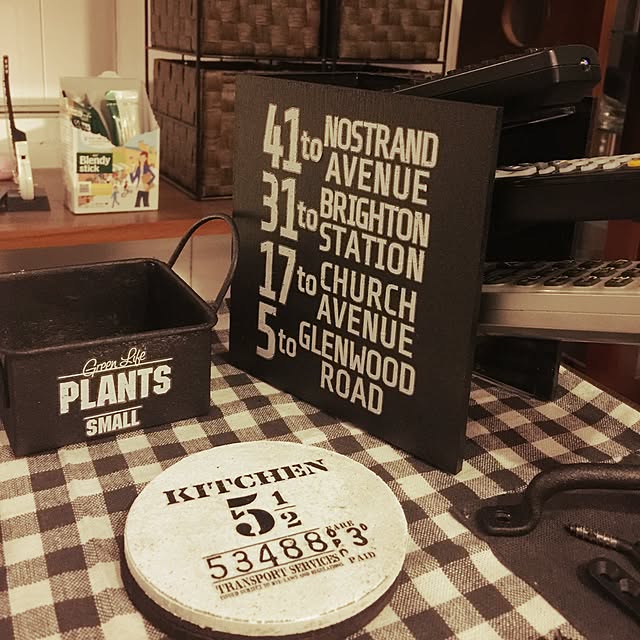 Blendy
stick
41 to NOSTRAND
AVENUE
31 to BRIGHTON
STATION
17 to CHURCH
AVENUE
5 to GLENWOOD
ROAD
Green Life
PLANTS
SMALL
KITCHEN
5 1/2
53488
3
TRANSPORT SERVICES
PAID